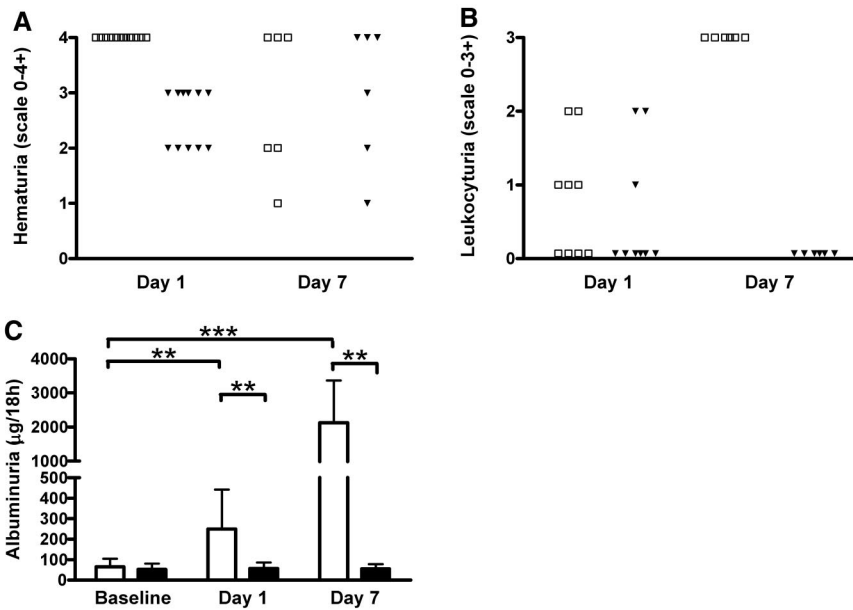 A
Hematuria (scale 0-4+)
4
3
2
1
0
Day 1 Day 7
B
Leukocyturia (scale 0-3+)
3
2
1
0
Day 1 Day 7
C
Albuminuria (µg/18h)
4000
3000
2000
1000
500
400
300
200
100
0
***
**
**
**
Baseline Day 1 Day 7